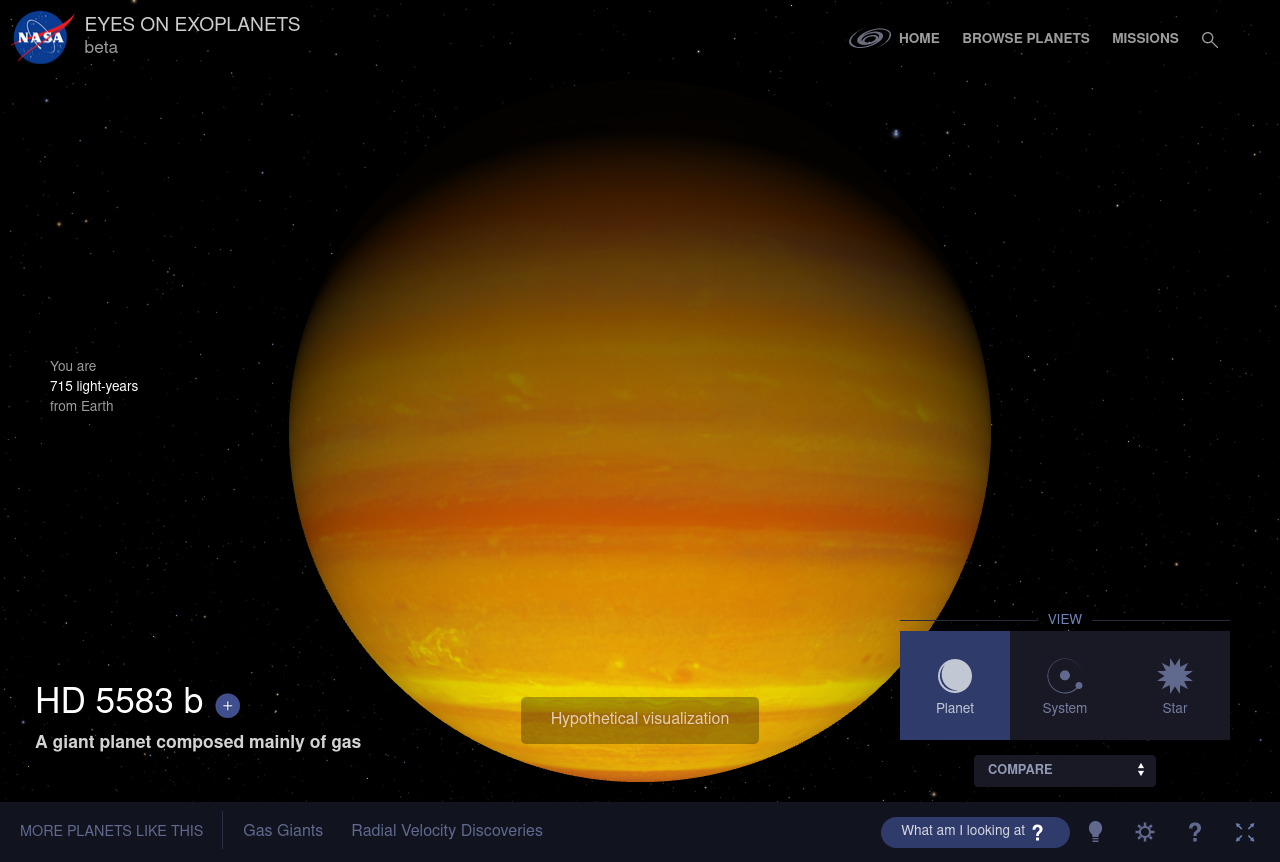 NASA
EYES ON EXOPLANETS
beta
HOME
BROWSE PLANETS
MISSIONS
You are
715 light-years
from Earth
HD 5583 b +
A giant planet composed mainly of gas
Hypothetical visualization
VIEW
Planet
System
Star
COMPARE
MORE PLANETS LIKE THIS
Gas Giants
Radial Velocity Discoveries
What am I looking at ?
?